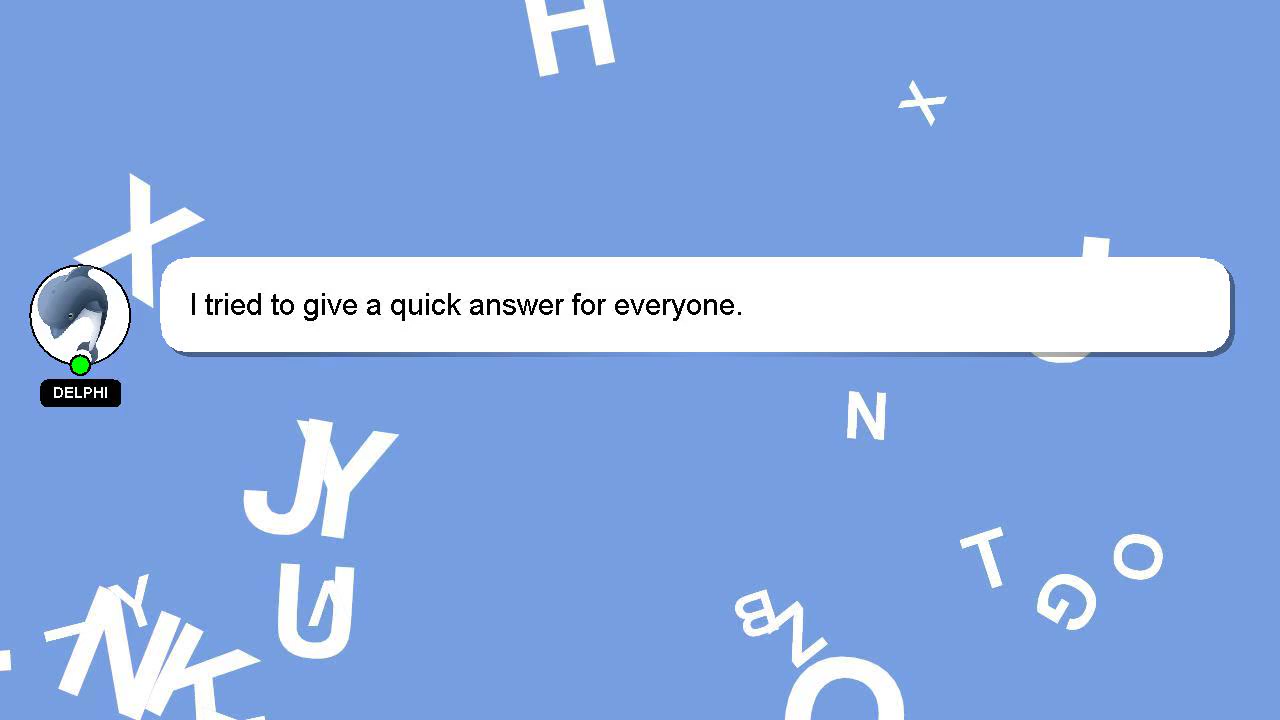 H
X
X
I tried to give a quick answer for everyone.
DELPHI
N
J
Y
T
O
G
U
Y
B
N
Z
N
K
O